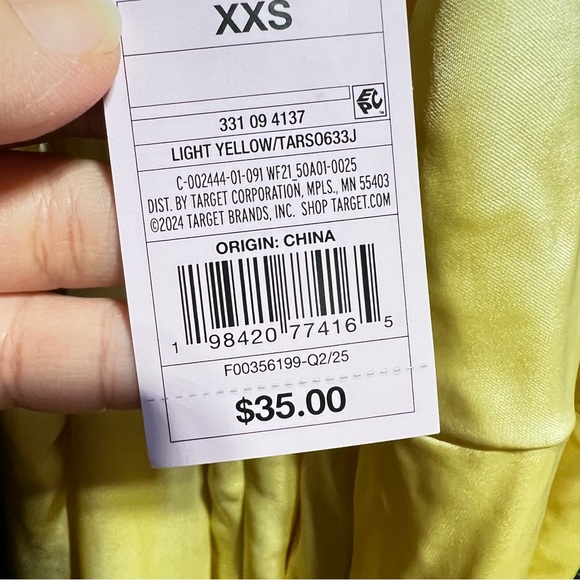 XXS
EPC
331 09 4137
LIGHT YELLOW/TARS0633J
C-002444-01-091 WF21_50A01-0025
DIST. BY TARGET CORPORATION, MPLS., MN 55403
©2024 TARGET BRANDS, INC. SHOP TARGET.COM
ORIGIN: CHINA
1 98420 77416 5
F00356199-Q2/25
$35.00